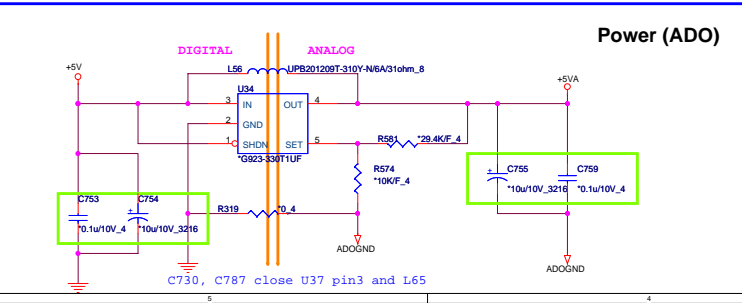 Power (ADO)
DIGITAL
ANALOG
+5V
L56
UPB201209T-310Y-N/6A/31ohm_8
+5VA
U34
3
IN
OUT
4
2
GND
1
SHDN
SET
5
*G923-330T1UF
R581
*29.4K/F_4
R574
*10K/F_4
C755
*10u/10V_3216
C759
*0.1u/10V_4
C753
*0.1u/10V_4
C754
*10u/10V_3216
R319
*0_4
ADOGND
ADOGND
C730, C787 close U37 pin3 and L65
5
4